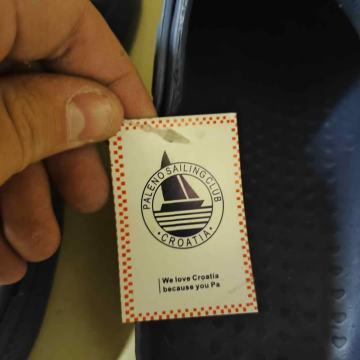 PALENO SAILING CLUB
• CROATIA •
We love Croatia
because you Pa